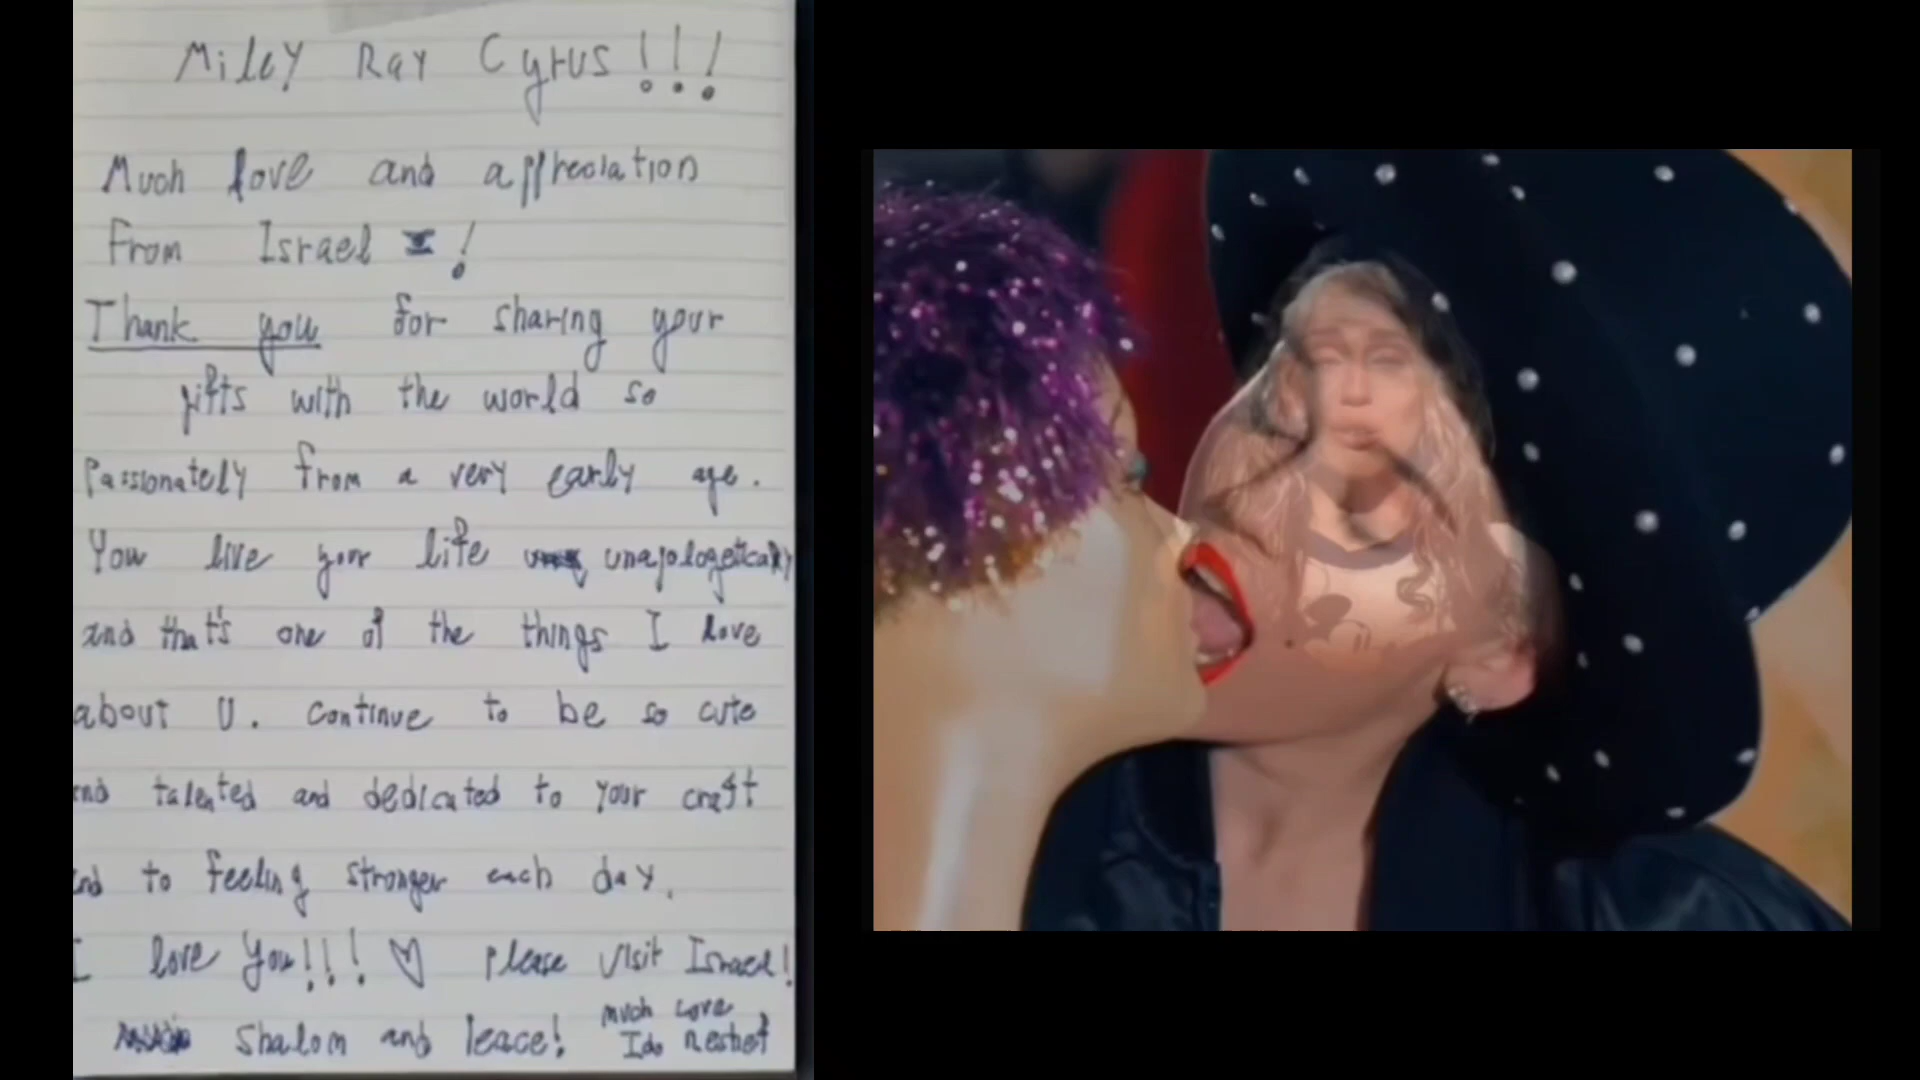 Miley Ray Cyrus!!!
Much love and appreciation
From Israel !
Thank you for sharing your
gifts with the world so
Passionately from a very early age.
You live your life unapologetically
and that's one of the things I love
about U. continue to be so cute
and talented and dedicated to your craft
and to feeling stronger each day.
I love you!!! please visit Israel!
much love
Shalom and peace! Ido